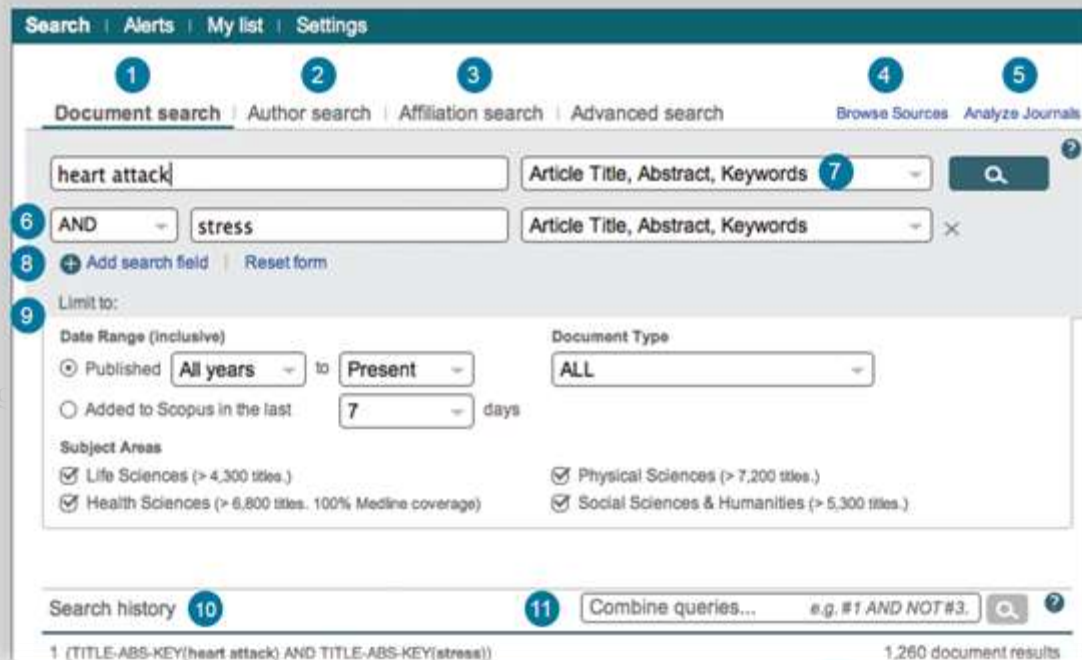 Search | Alerts | My list | Settings
1 2 3 4 5
Document search | Author search | Affiliation search | Advanced search Browse Sources Analyze Journals
?
heart attack Article Title, Abstract, Keywords 7
6 AND stress Article Title, Abstract, Keywords ×
8 + Add search field | Reset form
9 Limit to:
Date Range (inclusive) Document Type
Published All years to Present ALL
Added to Scopus in the last 7 days
Subject Areas
Life Sciences (> 4,300 titles.) Physical Sciences (> 7,200 titles.)
Health Sciences (> 6,800 titles. 100% Medline coverage) Social Sciences & Humanities (> 5,300 titles.)
Search history 10 11 Combine queries... e.g. #1 AND NOT #3. ?
1 (TITLE-ABS-KEY(heart attack) AND TITLE-ABS-KEY(stress)) 1,260 document results